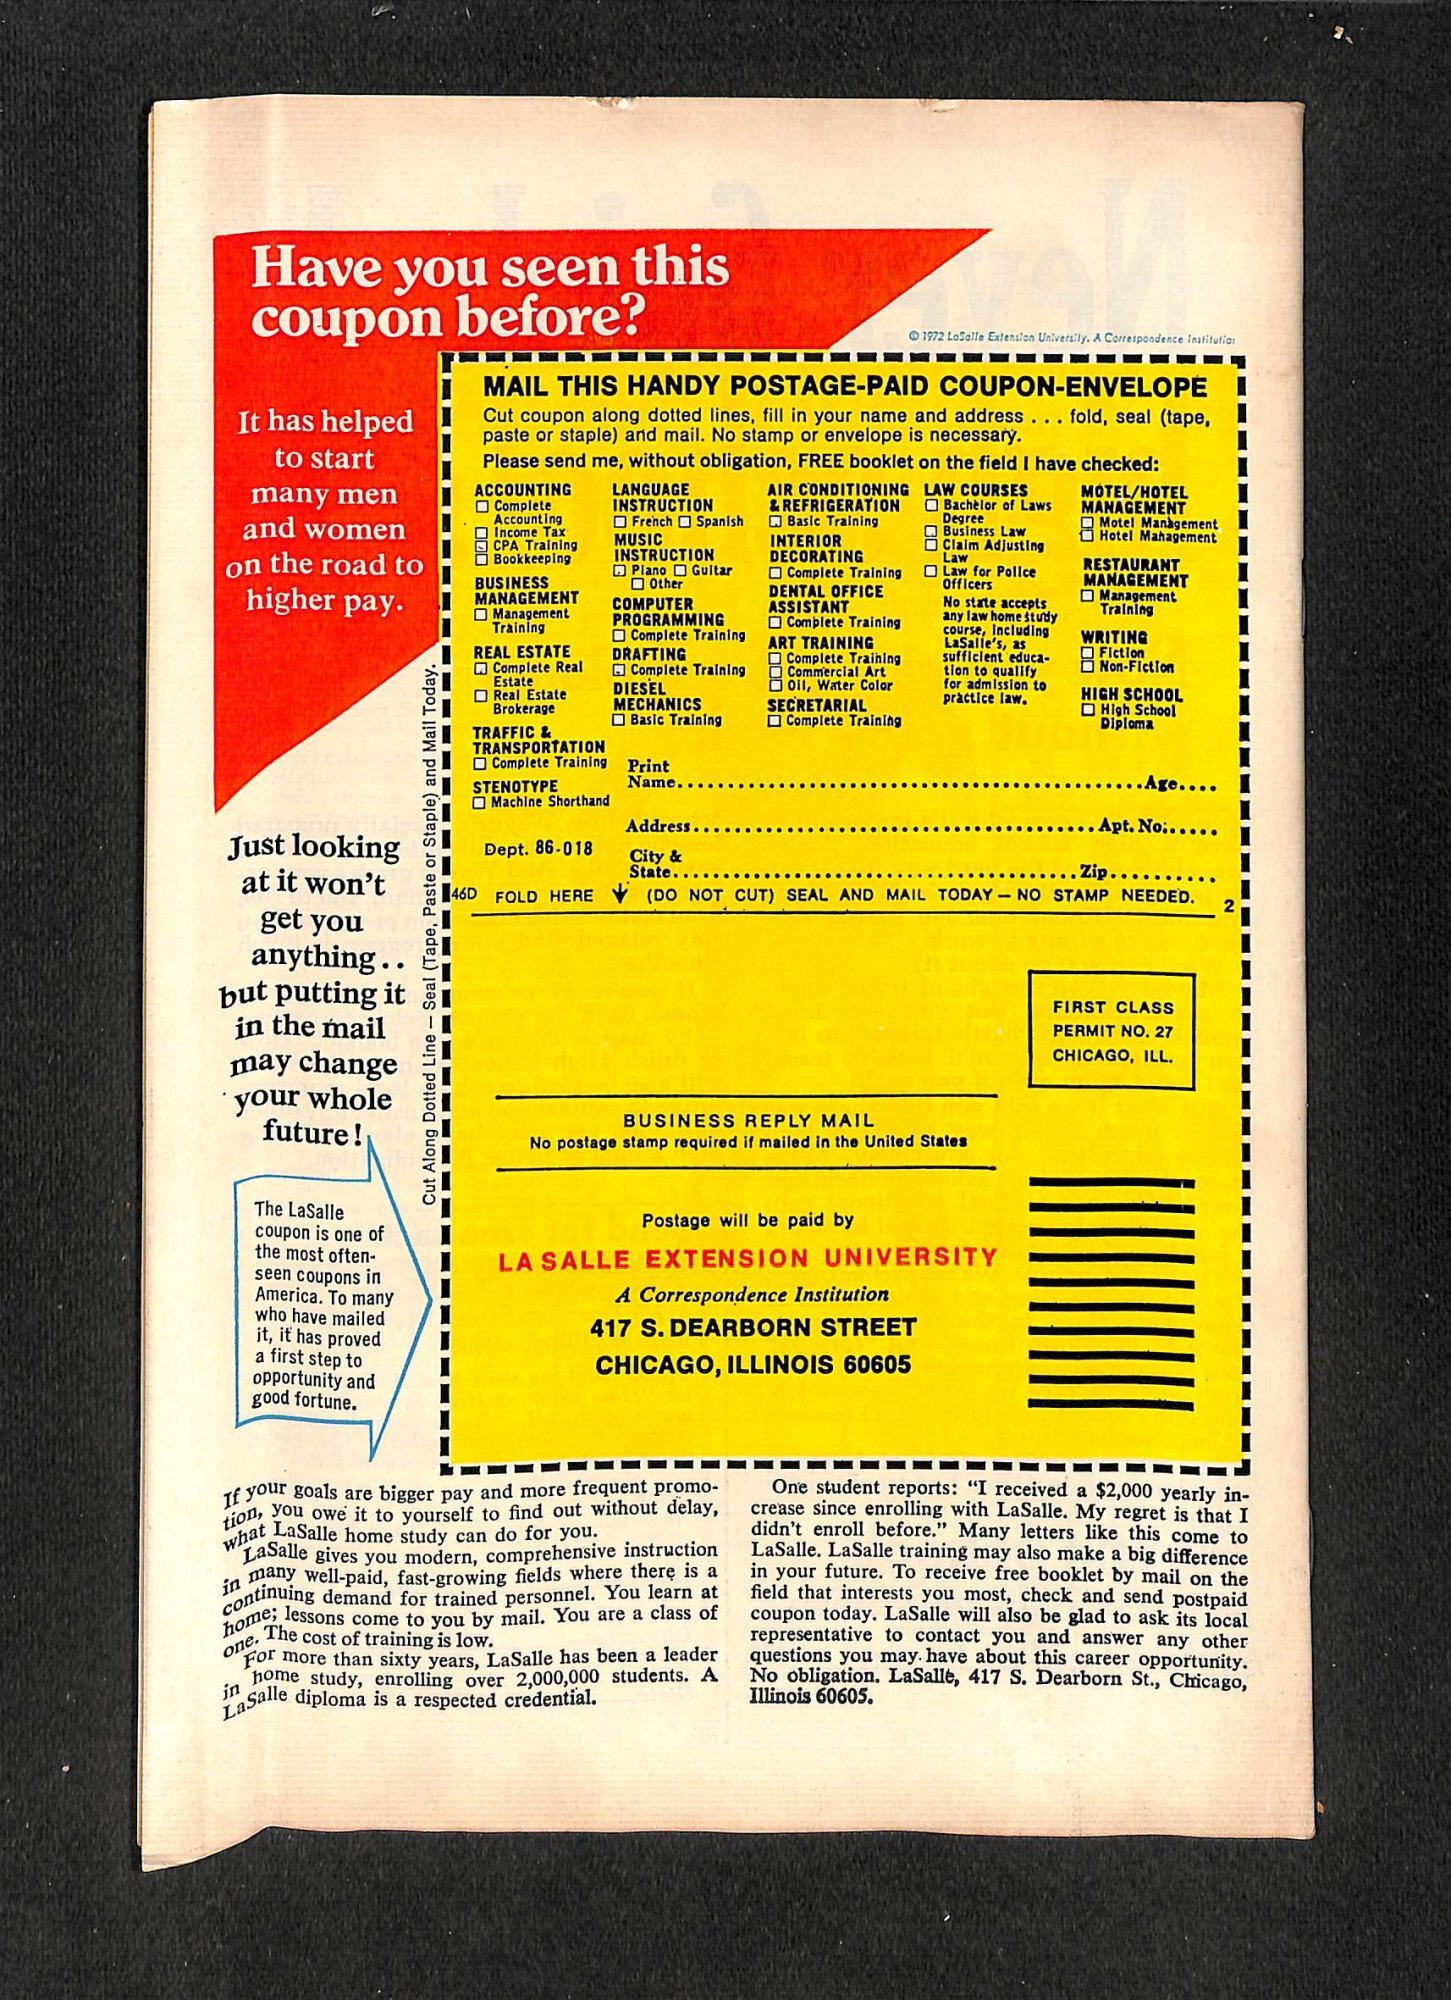 Have you seen this
coupon before?
© 1972 LaSalle Extension University. A Correspondence Institution
It has helped
to start
many men
and women
on the road to
higher pay.
Just looking
at it won't
get you
anything..
but putting it
in the mail
may change
your whole
future!
The LaSalle
coupon is one of
the most often-
seen coupons in
America. To many
who have mailed
it, it has proved
a first step to
opportunity and
good fortune.
Cut Along Dotted Line — Seal (Tape, Paste or Staple) and Mail Today.
MAIL THIS HANDY POSTAGE-PAID COUPON-ENVELOPE
Cut coupon along dotted lines, fill in your name and address . . . fold, seal (tape,
paste or staple) and mail. No stamp or envelope is necessary.
Please send me, without obligation, FREE booklet on the field I have checked:
ACCOUNTING
☐ Complete
Accounting
☐ Income Tax
☐ CPA Training
☐ Bookkeeping
BUSINESS
MANAGEMENT
☐ Management
Training
REAL ESTATE
☐ Complete Real
Estate
☐ Real Estate
Brokerage
TRAFFIC &
TRANSPORTATION
☐ Complete Training
STENOTYPE
☐ Machine Shorthand
LANGUAGE
INSTRUCTION
☐ French ☐ Spanish
MUSIC
INSTRUCTION
☐ Piano ☐ Guitar
☐ Other
COMPUTER
PROGRAMMING
☐ Complete Training
DRAFTING
☐ Complete Training
DIESEL
MECHANICS
☐ Basic Training
AIR CONDITIONING
& REFRIGERATION
☐ Basic Training
INTERIOR
DECORATING
☐ Complete Training
DENTAL OFFICE
ASSISTANT
☐ Complete Training
ART TRAINING
☐ Complete Training
☐ Commercial Art
☐ Oil, Water Color
SECRETARIAL
☐ Complete Training
LAW COURSES
☐ Bachelor of Laws
Degree
☐ Business Law
☐ Claim Adjusting
Law
☐ Law for Police
Officers
No state accepts
any law home study
course, including
LaSalle's, as
sufficient educa-
tion to qualify
for admission to
practice law.
MOTEL/HOTEL
MANAGEMENT
☐ Motel Management
☐ Hotel Management
RESTAURANT
MANAGEMENT
☐ Management
Training
WRITING
☐ Fiction
☐ Non-Fiction
HIGH SCHOOL
☐ High School
Diploma
Print
Name........................................Age....
Address........................................Apt. No:.....
Dept. 86-018
City &
State........................................Zip..........
46D FOLD HERE ↓ (DO NOT CUT) SEAL AND MAIL TODAY — NO STAMP NEEDED. 2
FIRST CLASS
PERMIT NO. 27
CHICAGO, ILL.
BUSINESS REPLY MAIL
No postage stamp required if mailed in the United States
Postage will be paid by
LA SALLE EXTENSION UNIVERSITY
A Correspondence Institution
417 S. DEARBORN STREET
CHICAGO, ILLINOIS 60605
If your goals are bigger pay and more frequent promo-
tion, you owe it to yourself to find out without delay,
what LaSalle home study can do for you.
LaSalle gives you modern, comprehensive instruction
in many well-paid, fast-growing fields where there is a
continuing demand for trained personnel. You learn at
home; lessons come to you by mail. You are a class of
one. The cost of training is low.
For more than sixty years, LaSalle has been a leader
in home study, enrolling over 2,000,000 students. A
LaSalle diploma is a respected credential.
One student reports: "I received a $2,000 yearly in-
crease since enrolling with LaSalle. My regret is that I
didn't enroll before." Many letters like this come to
LaSalle. LaSalle training may also make a big difference
in your future. To receive free booklet by mail on the
field that interests you most, check and send postpaid
coupon today. LaSalle will also be glad to ask its local
representative to contact you and answer any other
questions you may have about this career opportunity.
No obligation. LaSalle, 417 S. Dearborn St., Chicago,
Illinois 60605.